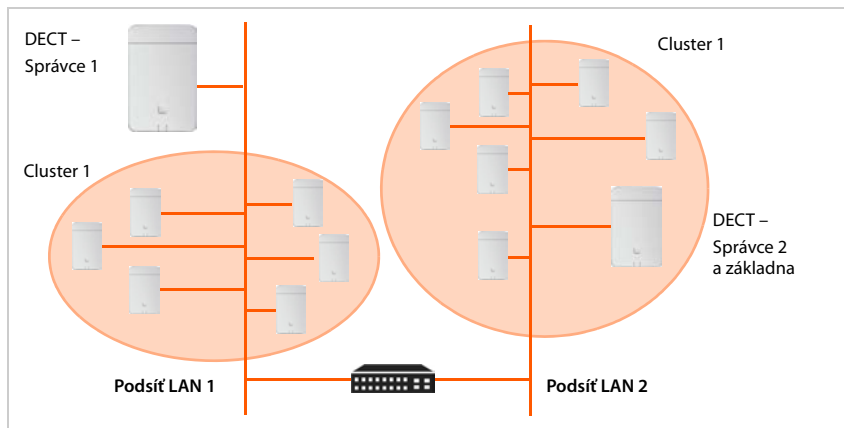 DECT –
Správce 1
Cluster 1
Cluster 1
DECT –
Správce 2
a základna
Podsíť LAN 1
Podsíť LAN 2